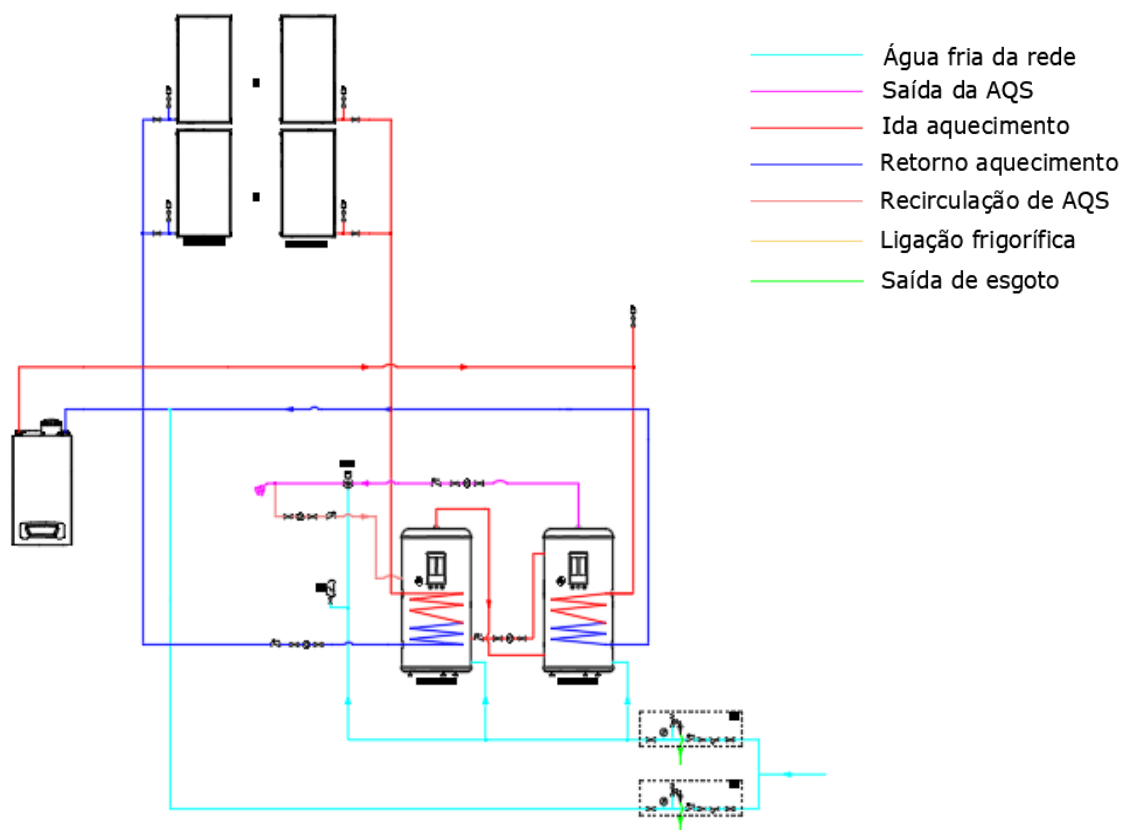 Água fria da rede
Saída da AQS
Ida aquecimento
Retorno aquecimento
Recirculação de AQS
Ligação frigorífica
Saída de esgoto